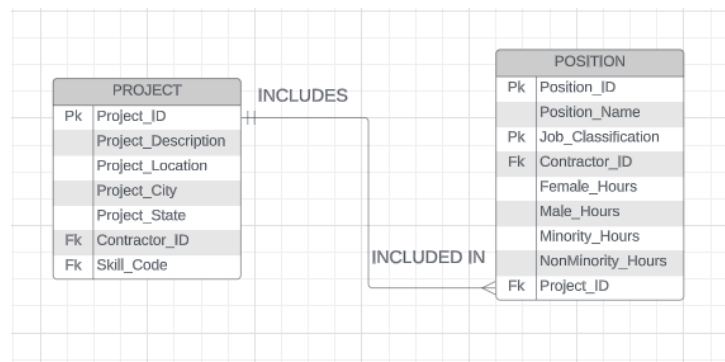 PROJECT
Pk Project_ID
Project_Description
Project_Location
Project_City
Project_State
Fk Contractor_ID
Fk Skill_Code
INCLUDES
INCLUDED IN
POSITION
Pk Position_ID
Position_Name
Pk Job_Classification
Fk Contractor_ID
Female_Hours
Male_Hours
Minority_Hours
NonMinority_Hours
Fk Project_ID